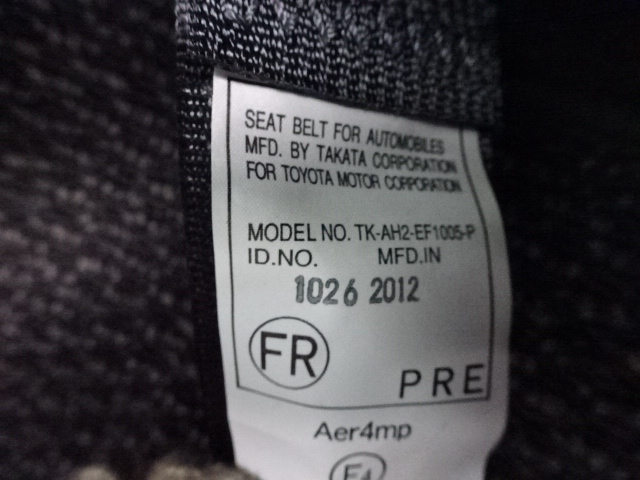 SEAT BELT FOR AUTOMOBILES
MFD. BY TAKATA CORPORATION
FOR TOYOTA MOTOR CORPORATION
MODEL NO. TK-AH2-EF1005-P
ID.NO. MFD.IN
1026 2012
FR
PRE
Aer4mp
E4